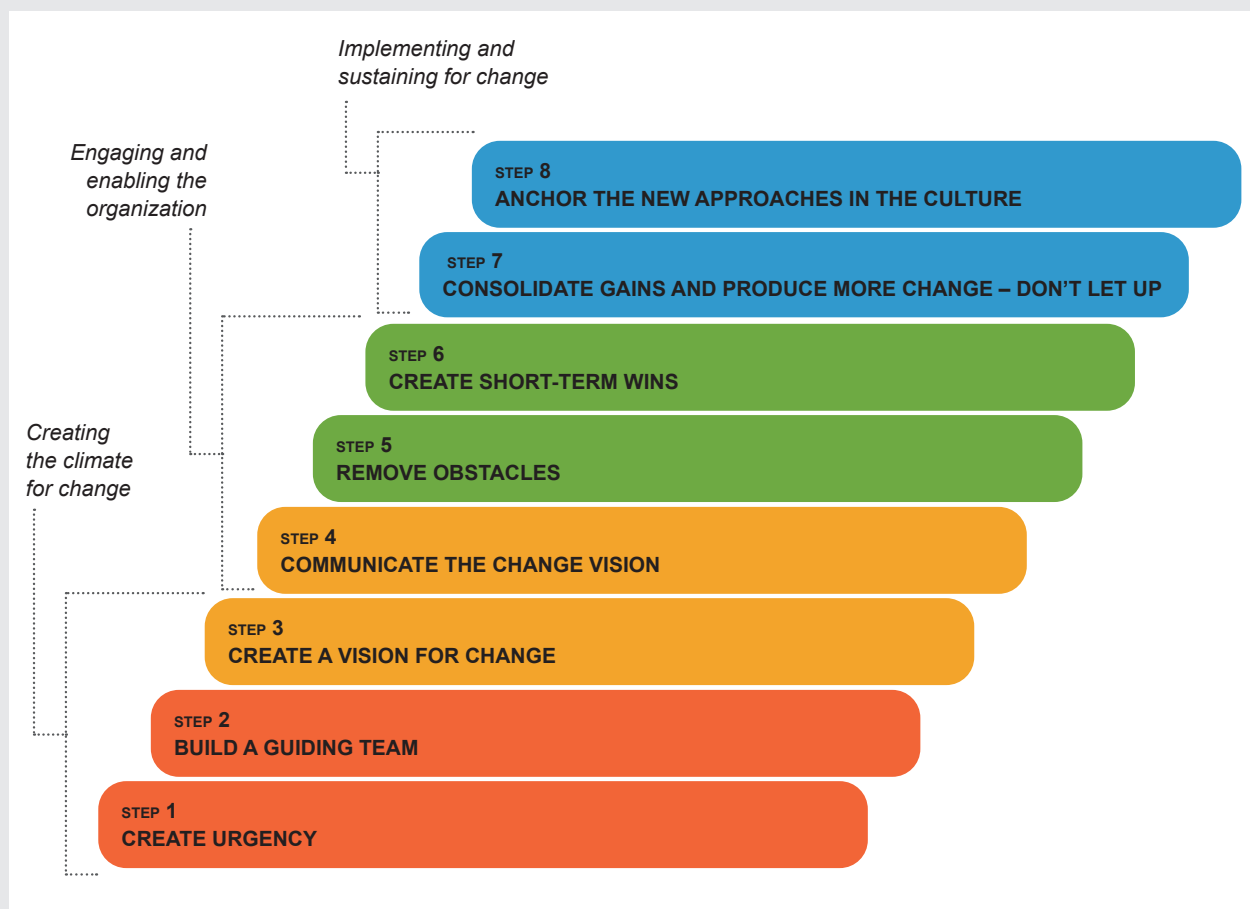 Implementing and
sustaining for change
Engaging and
enabling the
organization
STEP 8
ANCHOR THE NEW APPROACHES IN THE CULTURE
STEP 7
CONSOLIDATE GAINS AND PRODUCE MORE CHANGE – DON’T LET UP
STEP 6
CREATE SHORT-TERM WINS
Creating
the climate
for change
STEP 5
REMOVE OBSTACLES
STEP 4
COMMUNICATE THE CHANGE VISION
STEP 3
CREATE A VISION FOR CHANGE
STEP 2
BUILD A GUIDING TEAM
STEP 1
CREATE URGENCY